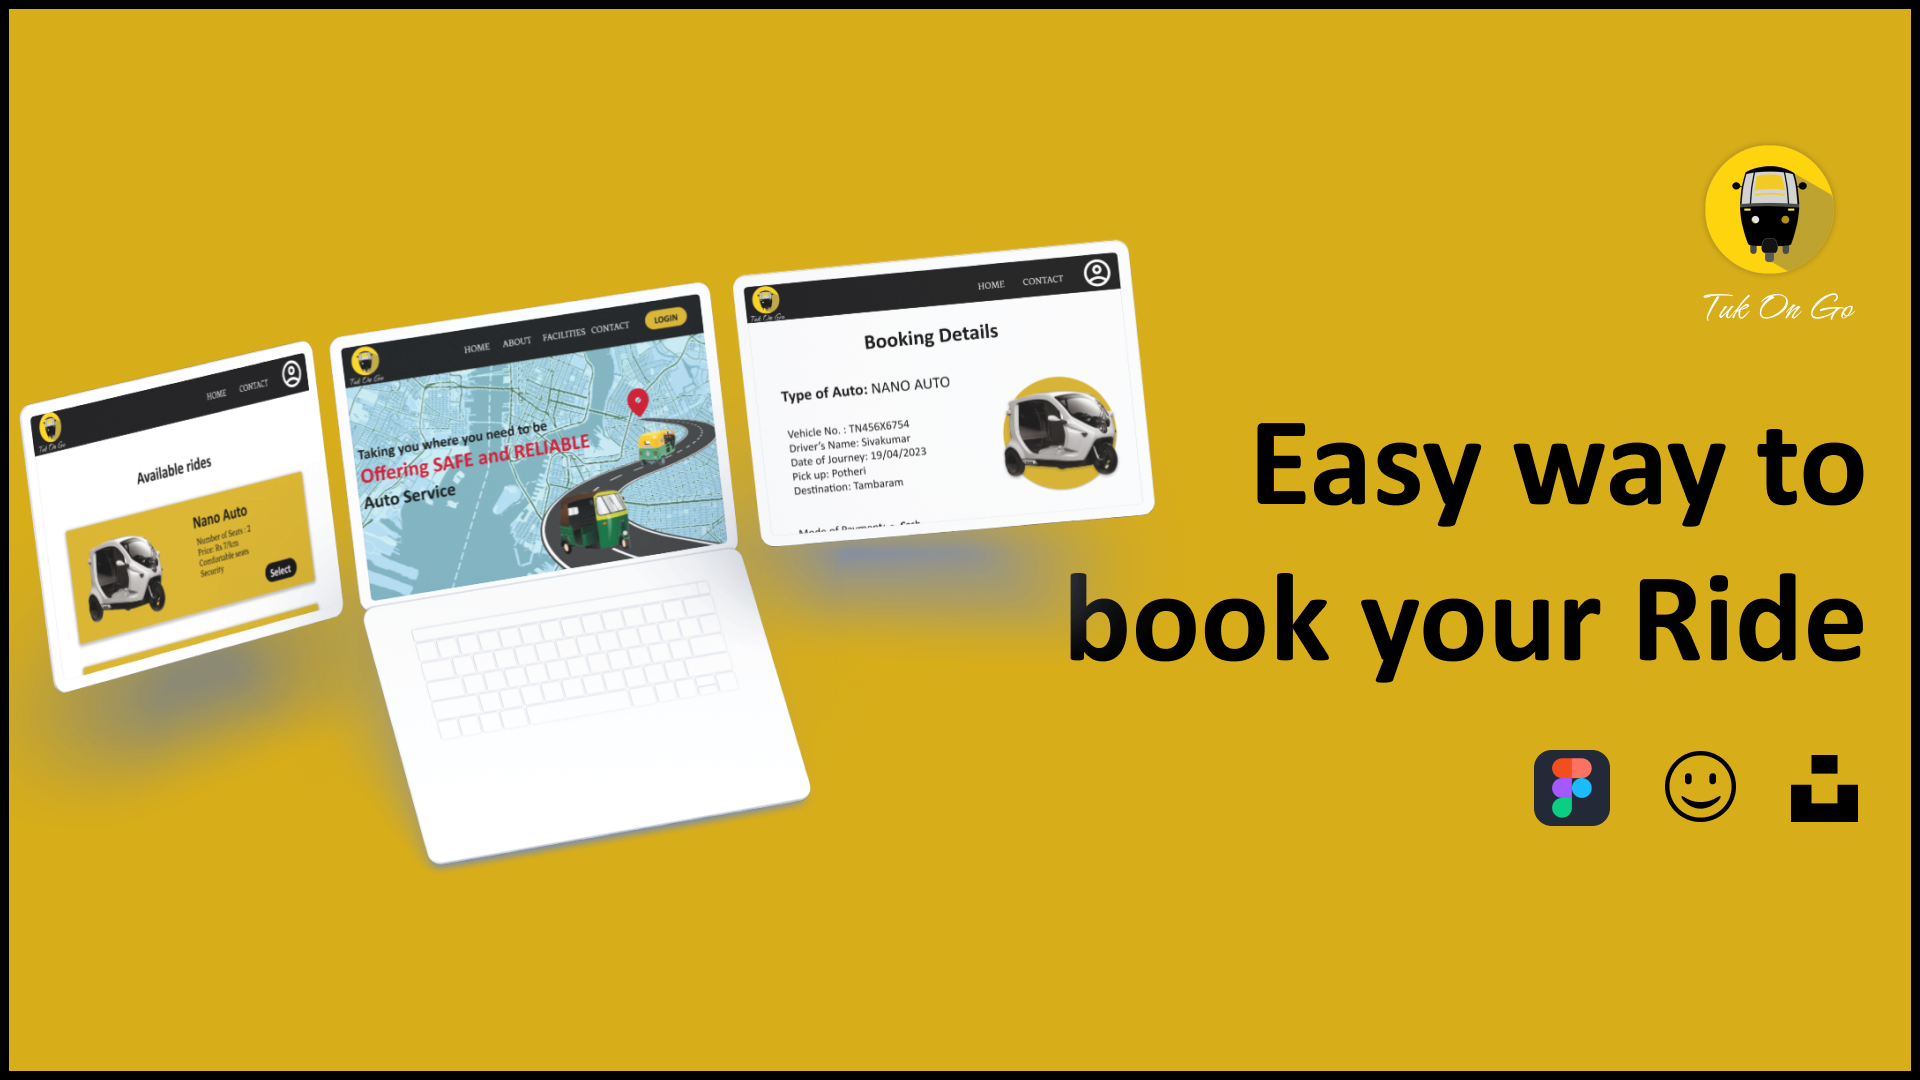 Tuk On Go
Easy way to
book your Ride
Tuk On Go
HOME CONTACT
Available rides
Nano Auto
Number of Seats : 2
Price: Rs.7/km
Comfortable seats
Security
Select
Tuk On Go
HOME ABOUT FACILITIES CONTACT LOGIN
Taking you where you need to be
Offering SAFE and RELIABLE
Auto Service
Tuk On Go
HOME CONTACT
Booking Details
Type of Auto: NANO AUTO
Vehicle No. : TN456X6754
Driver's Name: Sivakumar
Date of Journey: 19/04/2023
Pick up: Potheri
Destination: Tambaram
Mode of Payment: Cash